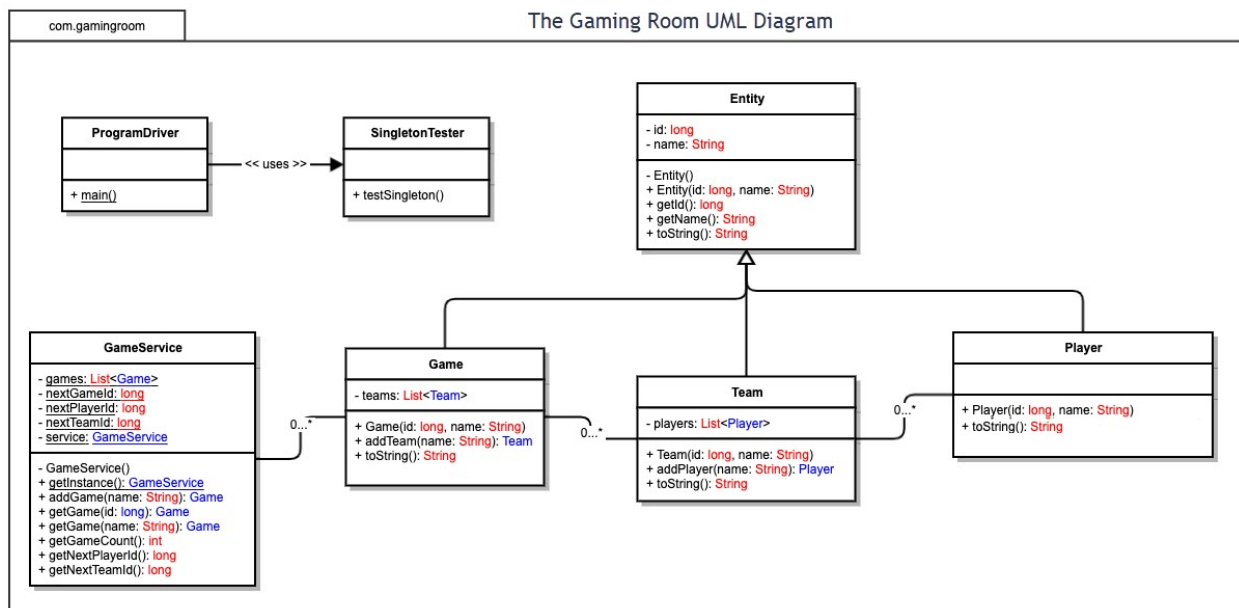 com.gamingroom
The Gaming Room UML Diagram
ProgramDriver
+ main()
<< uses >>
SingletonTester
+ testSingleton()
Entity
- id: long
- name: String
- Entity()
+ Entity(id: long, name: String)
+ getId(): long
+ getName(): String
+ toString(): String
GameService
- games: List<Game>
- nextGameId: long
- nextPlayerId: long
- nextTeamId: long
- service: GameService
- GameService()
+ getInstance(): GameService
+ addGame(name: String): Game
+ getGame(id: long): Game
+ getGame(name: String): Game
+ getGameCount(): int
+ getNextPlayerId(): long
+ getNextTeamId(): long
0...*
Game
- teams: List<Team>
+ Game(id: long, name: String)
+ addTeam(name: String): Team
+ toString(): String
0...*
Team
- players: List<Player>
+ Team(id: long, name: String)
+ addPlayer(name: String): Player
+ toString(): String
0...*
Player
+ Player(id: long, name: String)
+ toString(): String